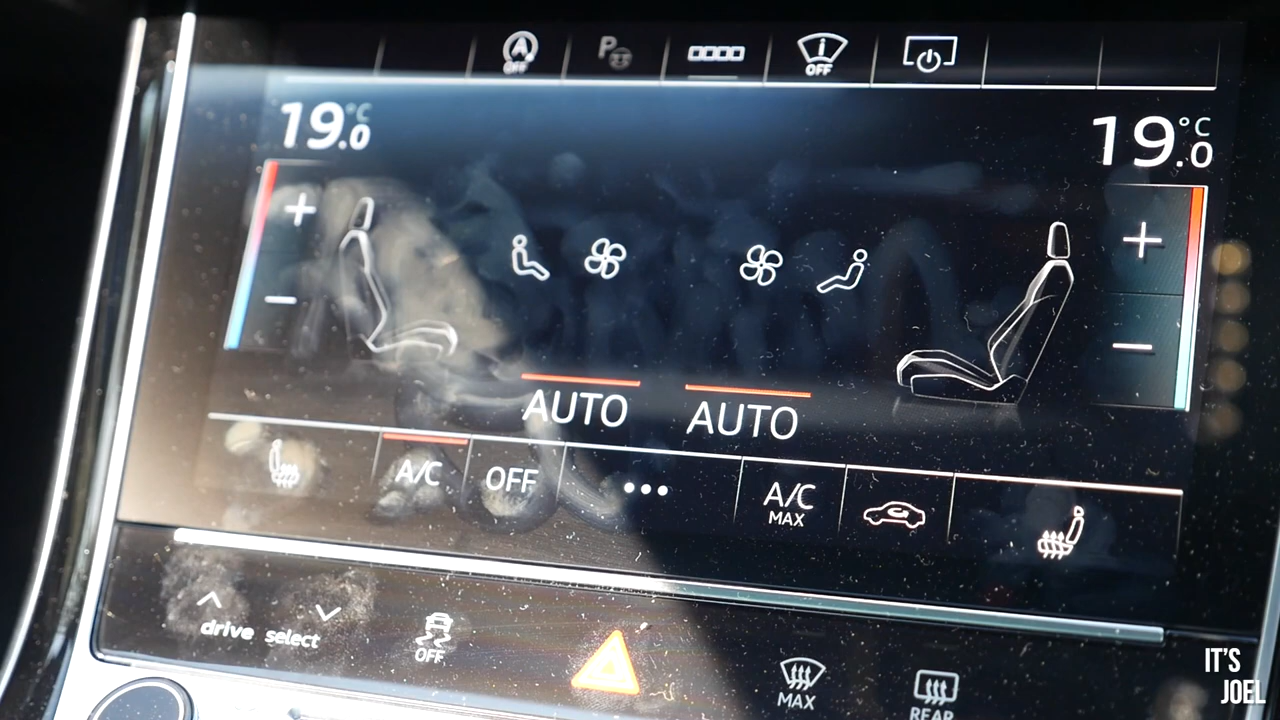 A
OFF
P
OFF
19.0 °C
19.0 °C
AUTO
AUTO
A/C
OFF
A/C
MAX
drive select
OFF
MAX
REAR
IT'S
JOEL